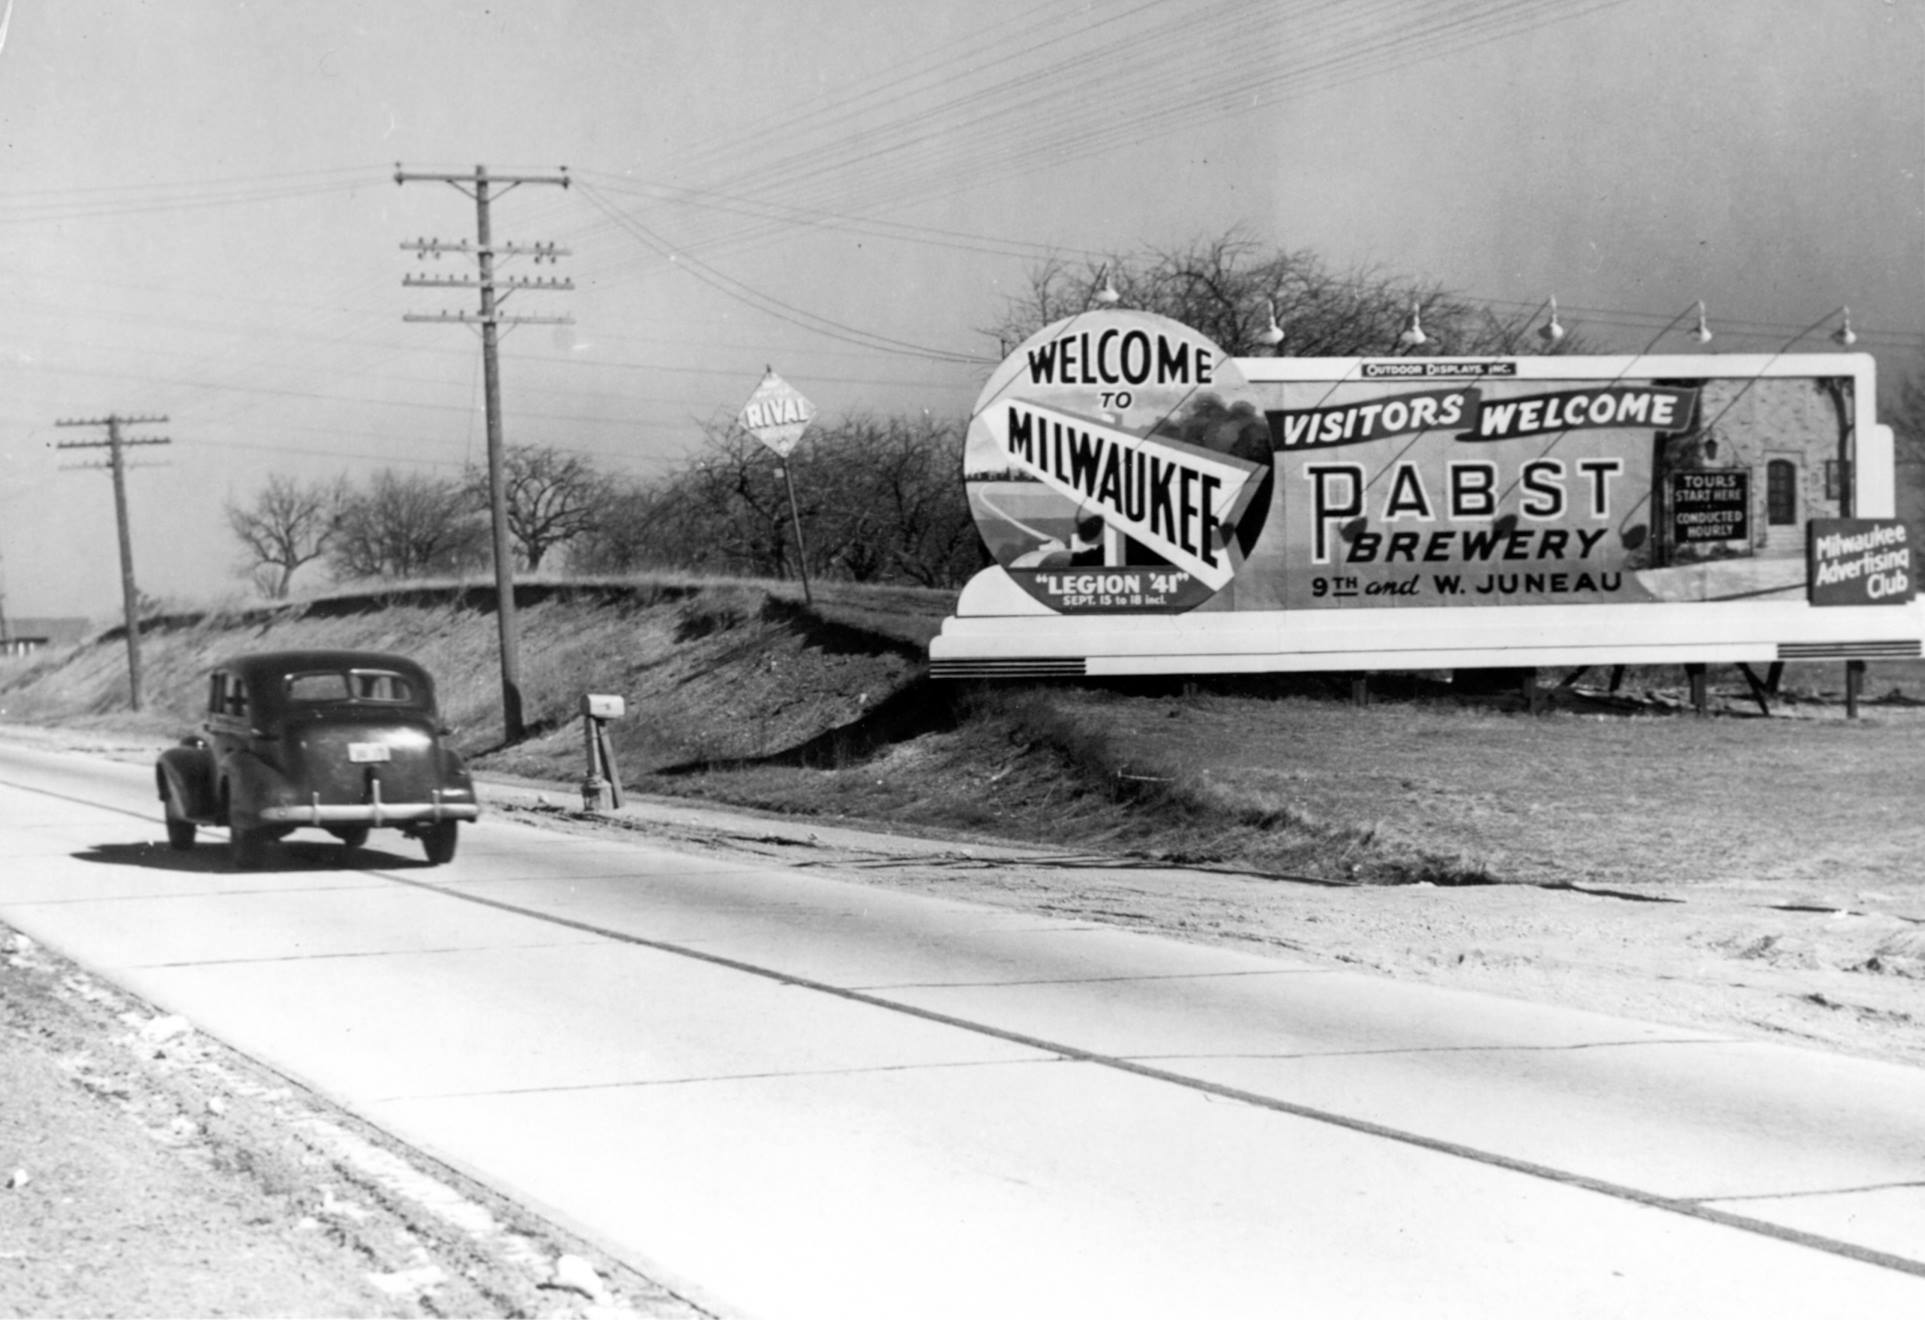 RIVAL
WELCOME
TO
MILWAUKEE
"LEGION '41"
SEPT. 15 to 18 incl.
OUTDOOR DISPLAYS, INC.
VISITORS WELCOME
PABST
BREWERY
9TH and W. JUNEAU
TOURS
START HERE
CONDUCTED
HOURLY
Milwaukee
Advertising
Club